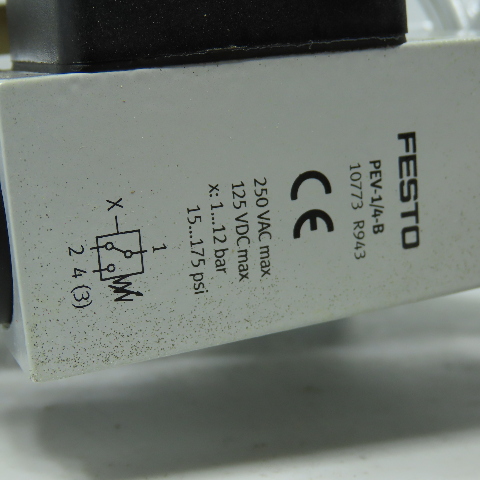 FESTO
PEV-1/4-B
10773 R943
CE
250 VAC max
125 VDC max
x: 1...12 bar
15...175 psi
X
1
2 4 (3)